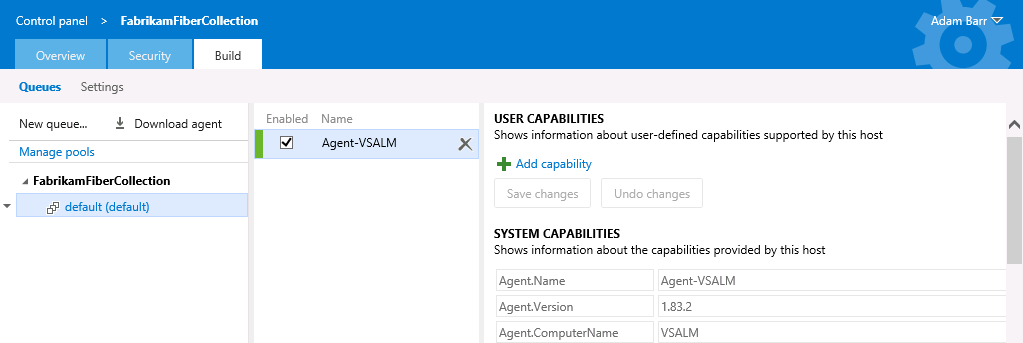 Control panel > FabrikamFiberCollection
Adam Barr
Overview Security Build
Queues Settings
New queue... Download agent
Manage pools
FabrikamFiberCollection
default (default)
Enabled Name
Agent-VSALM
USER CAPABILITIES
Shows information about user-defined capabilities supported by this host
Add capability
Save changes Undo changes
SYSTEM CAPABILITIES
Shows information about the capabilities provided by this host
Agent.Name Agent-VSALM
Agent.Version 1.83.2
Agent.ComputerName VSALM